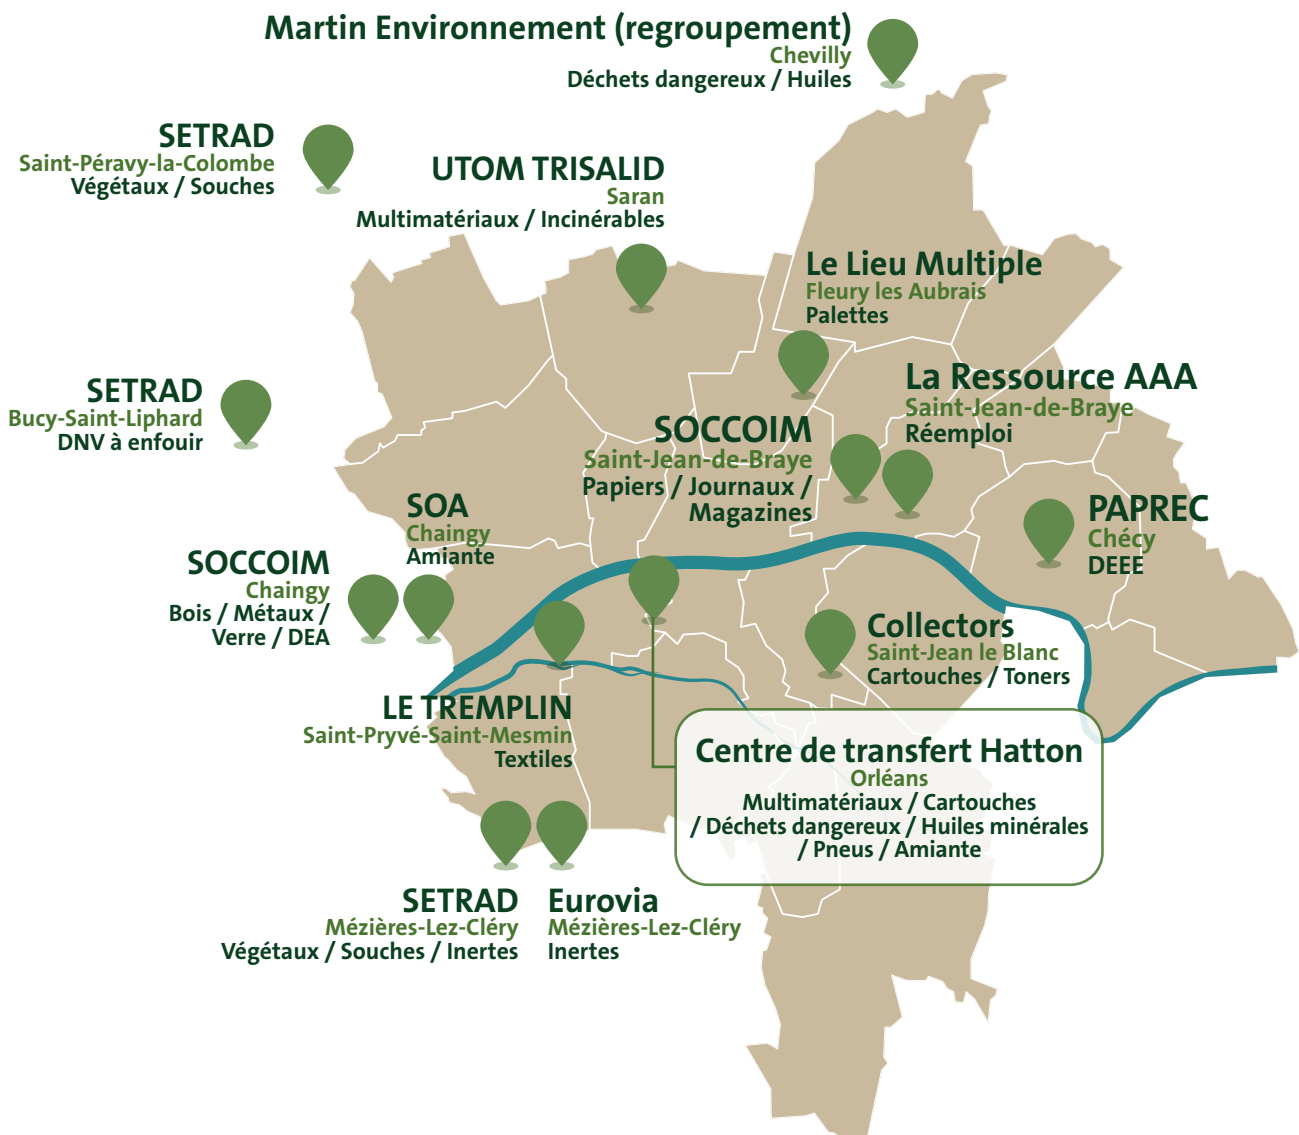 Martin Environnement (regroupement)
Chevilly
Déchets dangereux / Huiles
SETRAD
Saint-Péravy-la-Colombe
Végétaux / Souches
UTOM TRISALID
Saran
Multimatériaux / Incinérables
Le Lieu Multiple
Fleury les Aubrais
Palettes
SETRAD
Bucy-Saint-Liphard
DNV à enfouir
La Ressource AAA
Saint-Jean-de-Braye
Réemploi
SOCCOIM
Saint-Jean-de-Braye
Papiers / Journaux /
Magazines
SOA
Chaingy
Amiante
PAPREC
Chécy
DEEE
SOCCOIM
Chaingy
Bois / Métaux /
Verre / DEA
Collectors
Saint-Jean le Blanc
Cartouches / Toners
LE TREMPLIN
Saint-Pryvé-Saint-Mesmin
Textiles
Centre de transfert Hatton
Orléans
Multimatériaux / Cartouches
/ Déchets dangereux / Huiles minérales
/ Pneus / Amiante
SETRAD
Mézières-Lez-Cléry
Végétaux / Souches / Inertes
Eurovia
Mézières-Lez-Cléry
Inertes